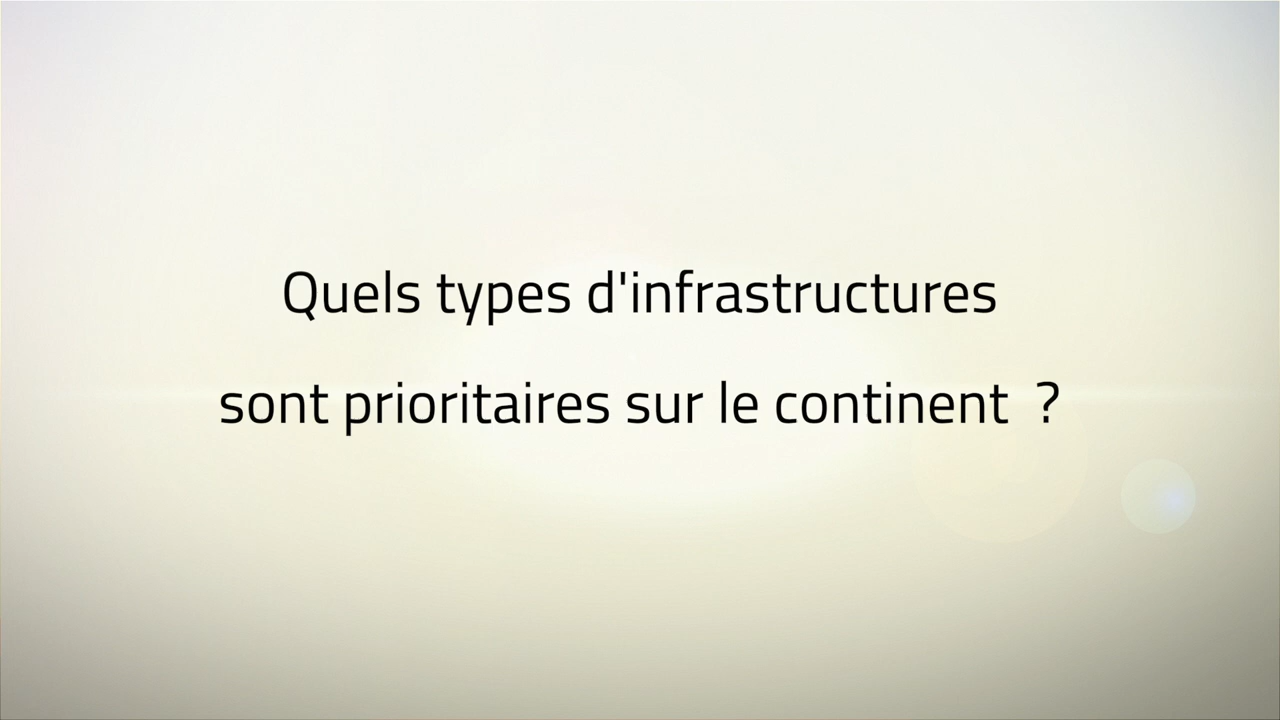 Quels types d'infrastructures
sont prioritaires sur le continent ?